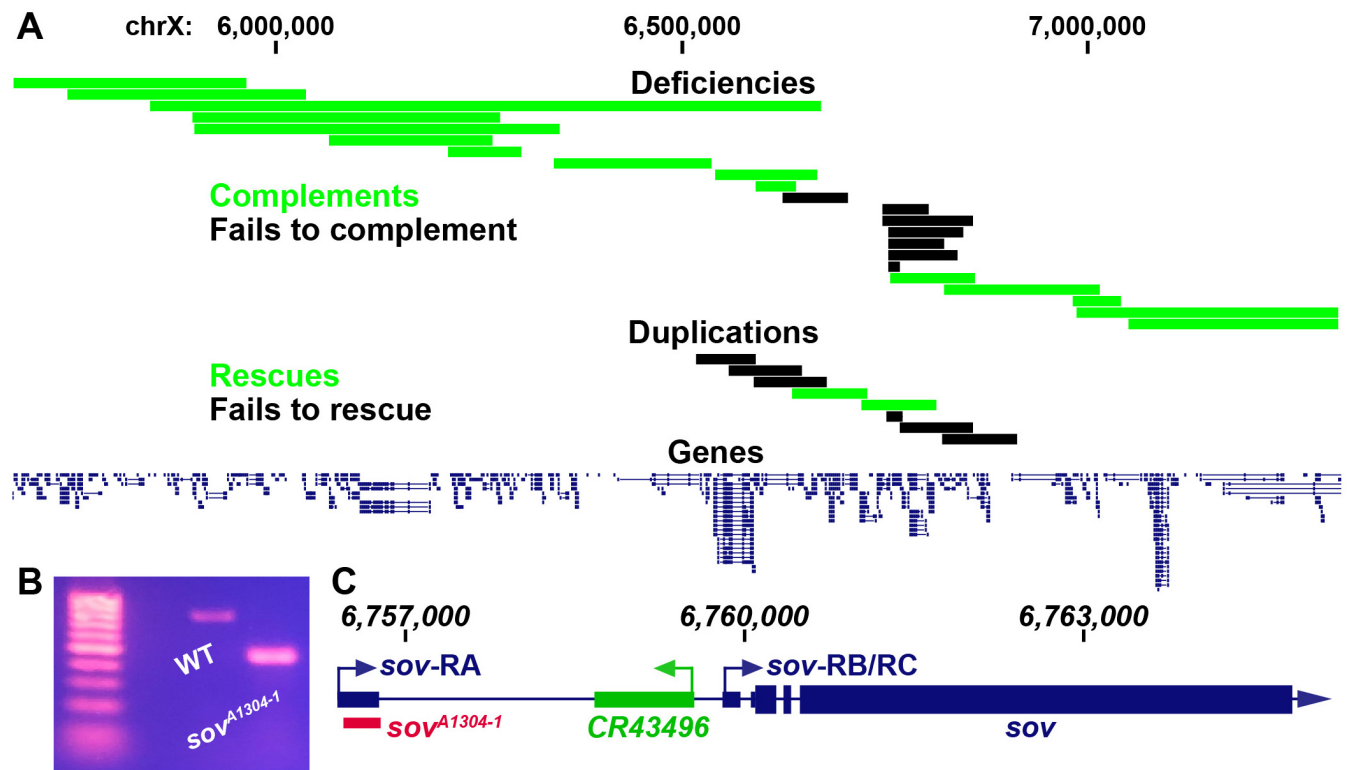 A
chrX: 6,000,000 6,500,000 7,000,000
Deficiencies
Complements
Fails to complement
Duplications
Rescues
Fails to rescue
Genes
B
WT
sovA1304-1
C
6,757,000 6,760,000 6,763,000
sov-RA sov-RB/RC
sovA1304-1 CR43496 sov